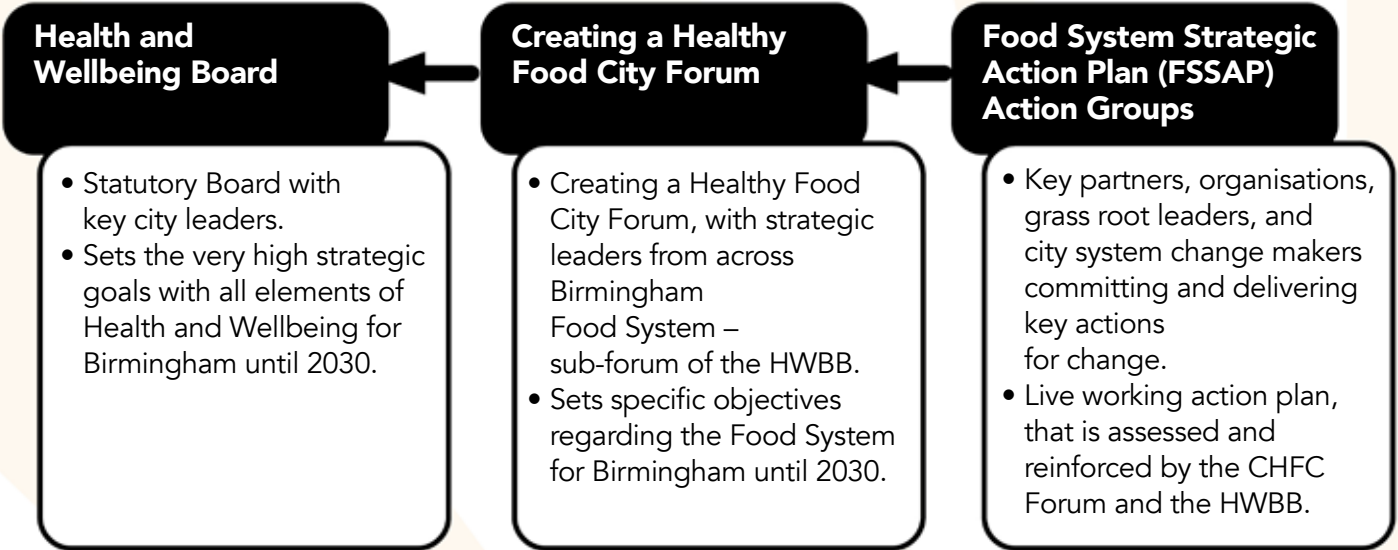 Health and
Wellbeing Board
• Statutory Board with
key city leaders.
• Sets the very high strategic
goals with all elements of
Health and Wellbeing for
Birmingham until 2030.
Creating a Healthy
Food City Forum
• Creating a Healthy Food
City Forum, with strategic
leaders from across
Birmingham
Food System –
sub-forum of the HWBB.
• Sets specific objectives
regarding the Food System
for Birmingham until 2030.
Food System Strategic
Action Plan (FSSAP)
Action Groups
• Key partners, organisations,
grass root leaders, and
city system change makers
committing and delivering
key actions
for change.
• Live working action plan,
that is assessed and
reinforced by the CHFC
Forum and the HWBB.